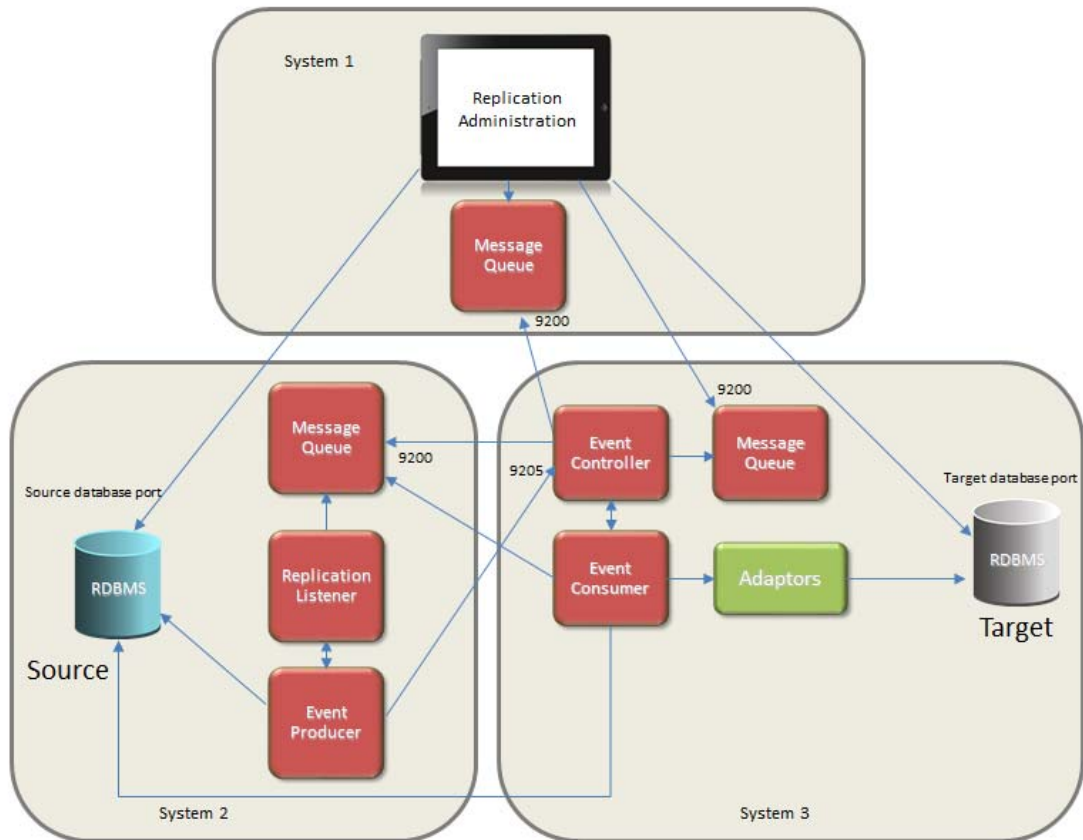 System 1
Replication
Administration
Message
Queue
9200
Message
Queue
9200
Source database port
RDBMS
Source
Replication
Listener
Event
Producer
System 2
9200
9205
Event
Controller
Message
Queue
Target database port
RDBMS
Target
Event
Consumer
Adaptors
System 3